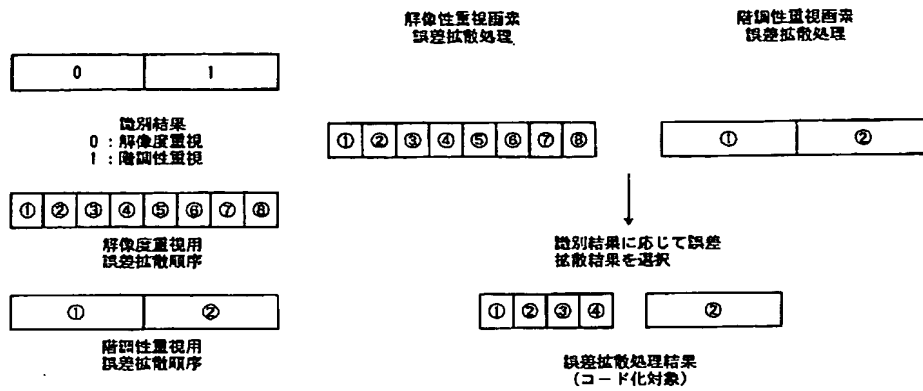 0 1
識別結果
0:解像度重視
1:階調性重視
① ② ③ ④ ⑤ ⑥ ⑦ ⑧
解像度重視用
誤差拡散順序
① ②
階調性重視用
誤差拡散順序
解像性重視画素
誤差拡散処理
① ② ③ ④ ⑤ ⑥ ⑦ ⑧
階調性重視画素
誤差拡散処理
① ②
識別結果に応じて誤差
拡散結果を選択
① ② ③ ④ ②
誤差拡散処理結果
(コード化対象)